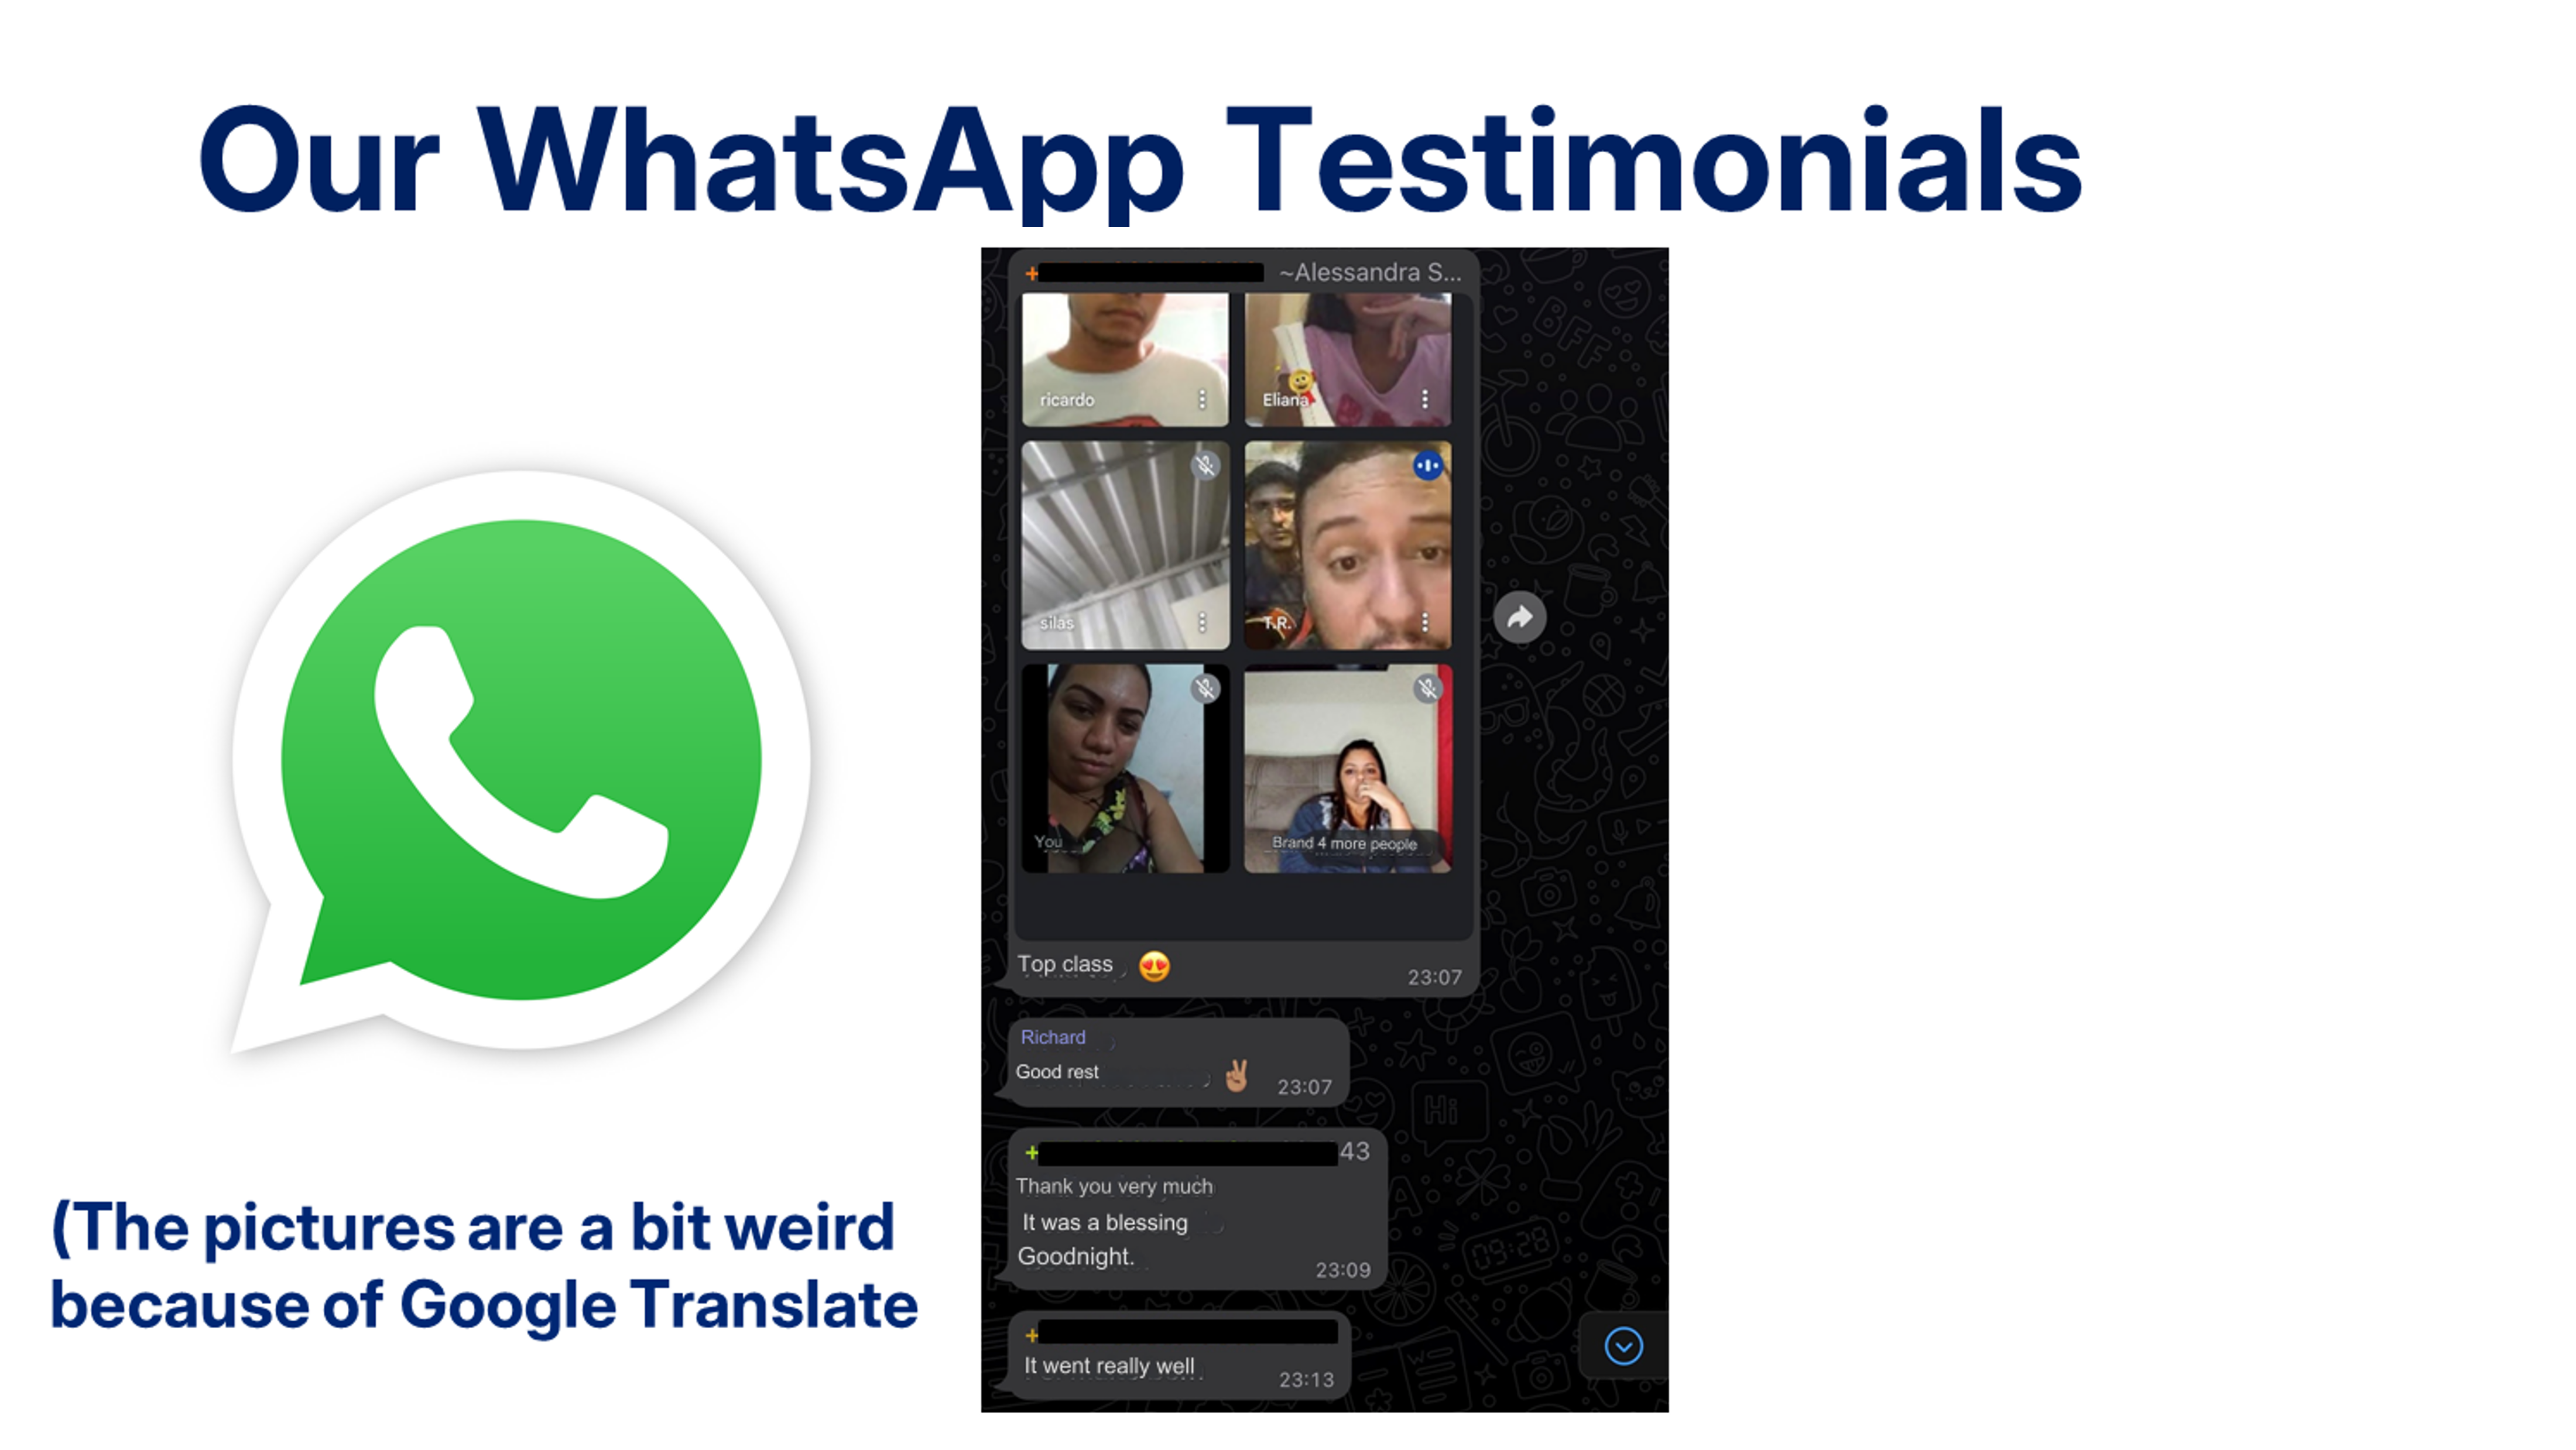 Our WhatsApp Testimonials
+ ~Alessandra S...
ricardo
Eliana
silas
T.R.
You
Brand 4 more people
Top class 😍
23:07
Richard
Good rest ✌🏽
23:07
+ 43
Thank you very much
It was a blessing
Goodnight.
23:09
+
It went really well
23:13
(The pictures are a bit weird
because of Google Translate